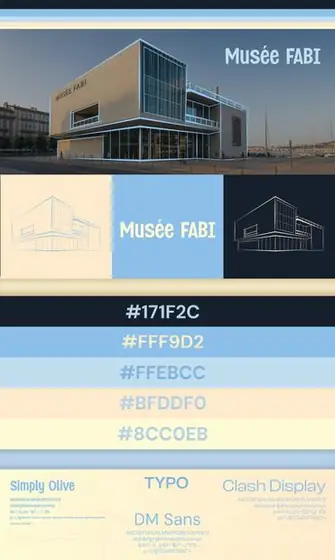 Musée FABI
MUSÉE FABI
Musée FABI
#171F2C
#FFF9D2
#FFEBCC
#BFDDF0
#8CC0EB
Simply Olive
TYPO
Clash Display
DM Sans